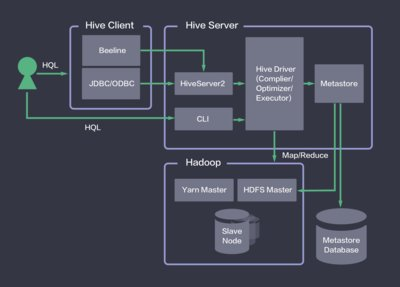 Hive Client
Hive Server
Beeline
HQL
JDBC/ODBC
HiveServer2
Hive Driver
(Complier/
Optimizer/
Executor)
Metastore
CLI
HQL
Map/Reduce
Hadoop
Yarn Master
HDFS Master
Slave
Node
Metastore
Database